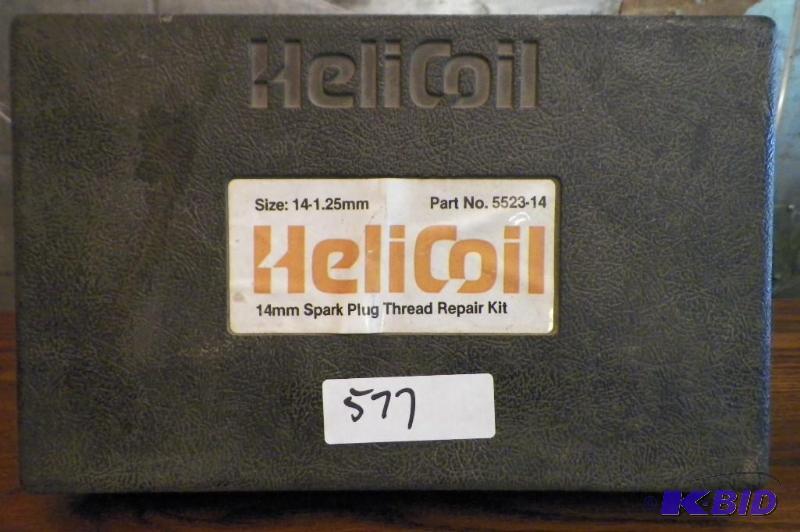 HeliCoil
Size: 14-1.25mm Part No. 5523-14
HeliCoil
14mm Spark Plug Thread Repair Kit
577
K-BID